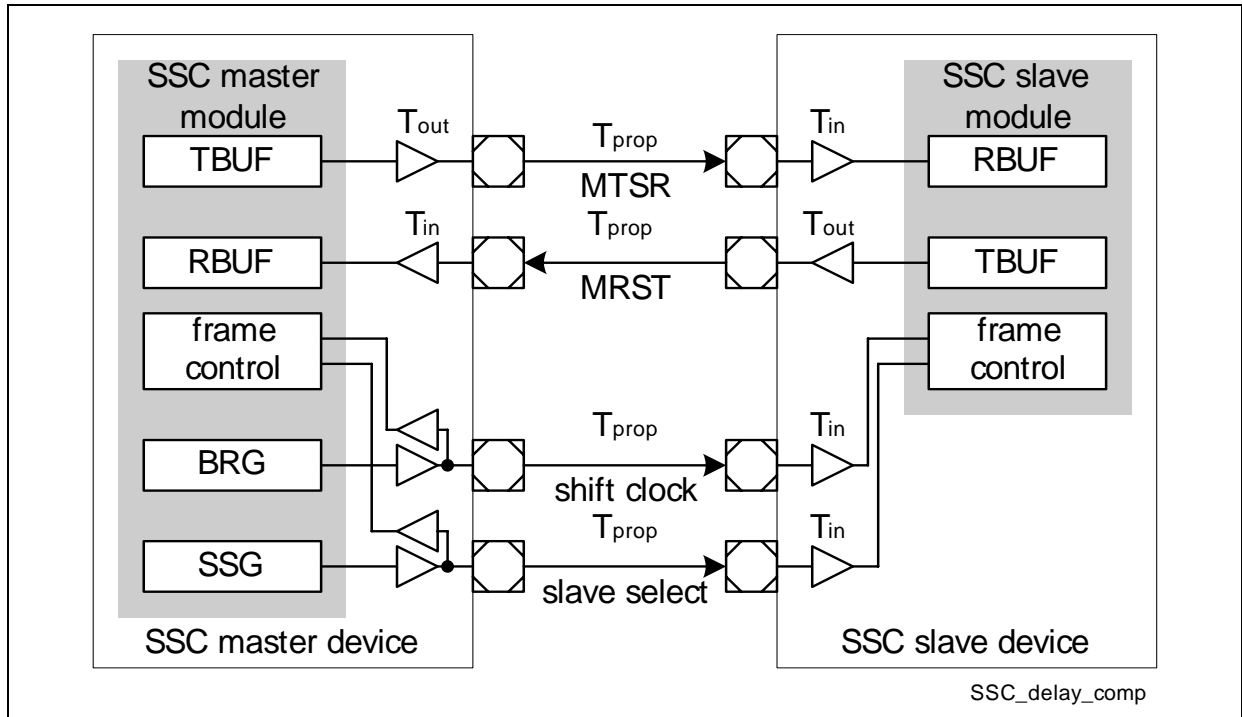 SSC master
module
SSC slave
module
Tout
Tprop
Tin
TBUF
MTSR
RBUF
Tin
Tprop
Tout
RBUF
MRST
TBUF
frame
control
frame
control
Tprop
Tin
BRG
shift clock
Tprop
Tin
SSG
slave select
SSC master device
SSC slave device
SSC_delay_comp